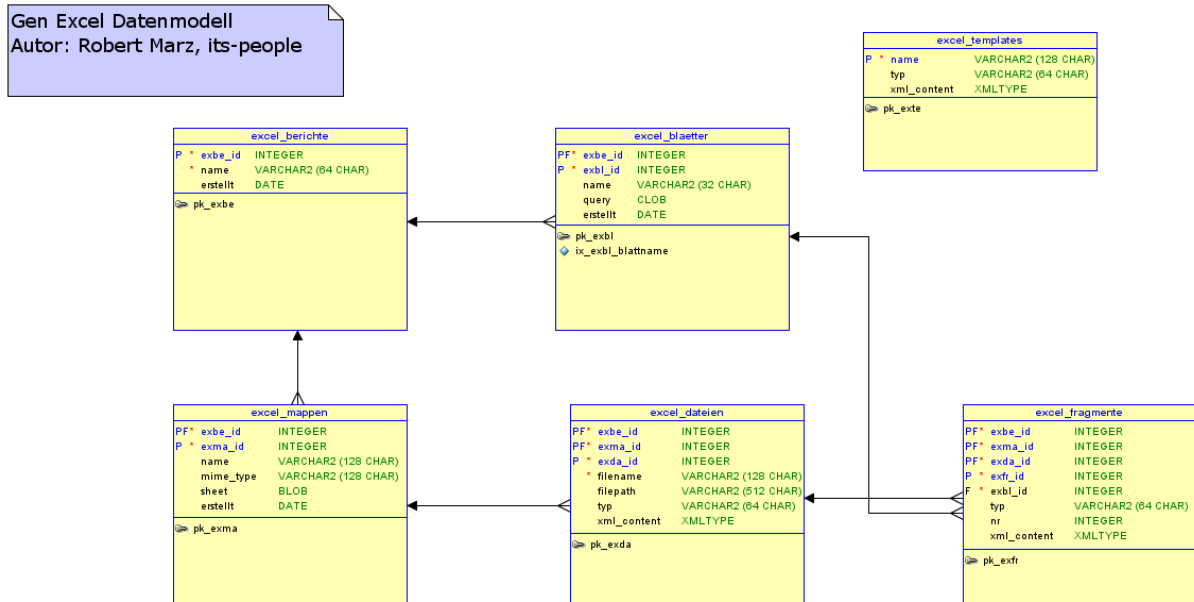 Gen Excel Datenmodell
Autor: Robert Marz, its-people
excel_templates
P * name VARCHAR2 (128 CHAR)
typ VARCHAR2 (64 CHAR)
xml_content XMLTYPE
pk_exte
excel_berichte
P * exbe_id INTEGER
* name VARCHAR2 (64 CHAR)
erstellt DATE
pk_exbe
excel_blaetter
PF* exbe_id INTEGER
P * exbl_id INTEGER
name VARCHAR2 (32 CHAR)
query CLOB
erstellt DATE
pk_exbl
ix_exbl_blattname
excel_mappen
PF* exbe_id INTEGER
P * exma_id INTEGER
name VARCHAR2 (128 CHAR)
mime_type VARCHAR2 (128 CHAR)
sheet BLOB
erstellt DATE
pk_exma
excel_dateien
PF* exbe_id INTEGER
PF* exma_id INTEGER
P * exda_id INTEGER
* filename VARCHAR2 (128 CHAR)
filepath VARCHAR2 (512 CHAR)
typ VARCHAR2 (64 CHAR)
xml_content XMLTYPE
pk_exda
excel_fragmente
PF* exbe_id INTEGER
PF* exma_id INTEGER
PF* exda_id INTEGER
P * exfr_id INTEGER
F * exbl_id INTEGER
typ VARCHAR2 (64 CHAR)
nr INTEGER
xml_content XMLTYPE
pk_exfr